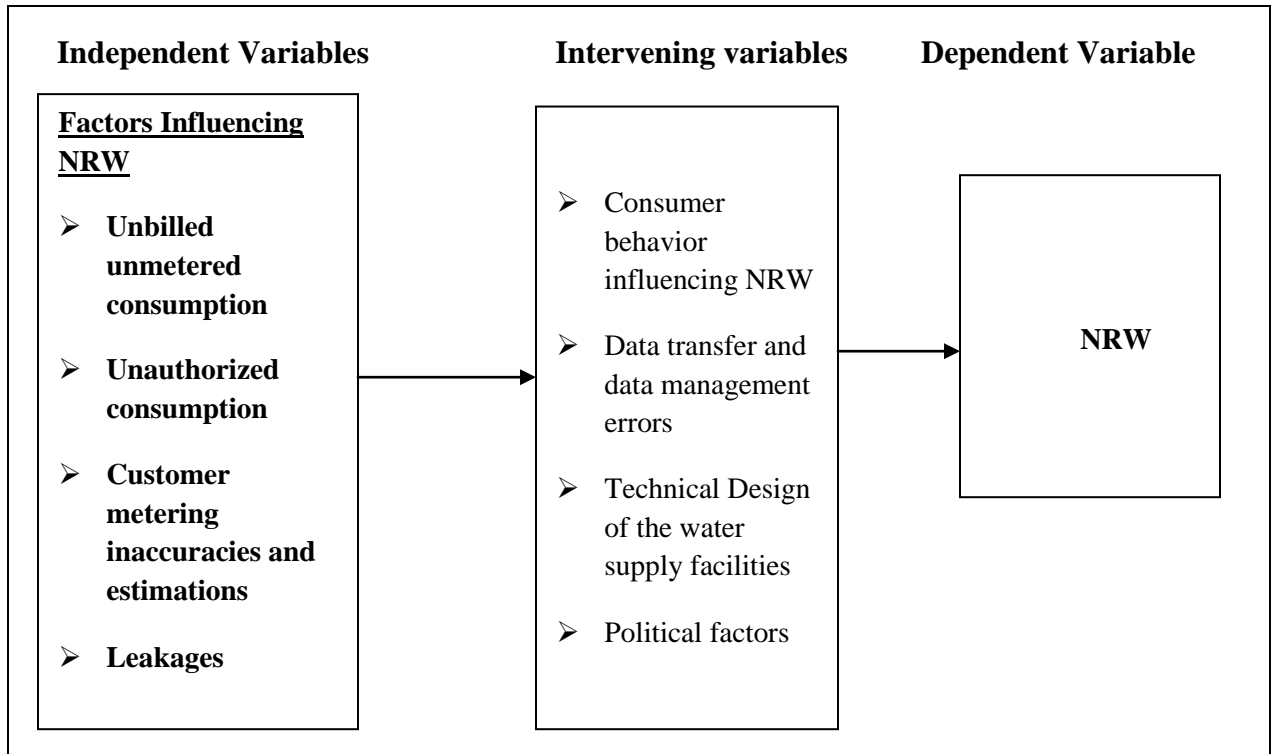 Independent Variables
Factors Influencing
NRW
➢ Unbilled
unmetered
consumption
➢ Unauthorized
consumption
➢ Customer
metering
inaccuracies and
estimations
➢ Leakages
Intervening variables
➢ Consumer
behavior
influencing NRW
➢ Data transfer and
data management
errors
➢ Technical Design
of the water
supply facilities
➢ Political factors
Dependent Variable
NRW